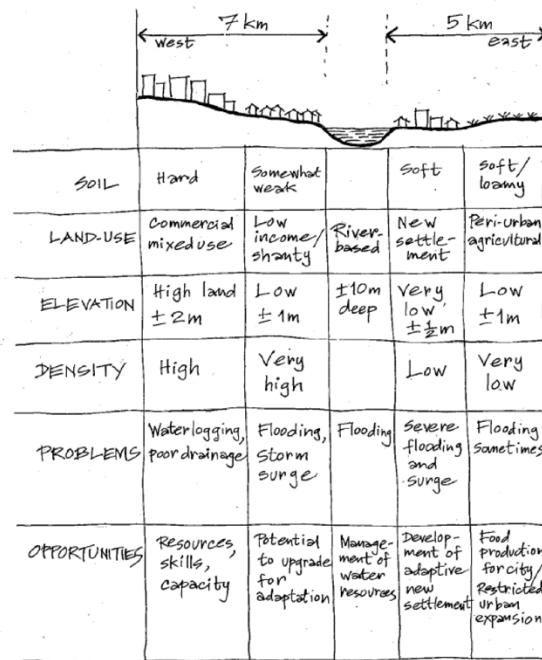 7 km
5 km
west
east
SOIL
Hard
Somewhat
weak
Soft
Soft/
loamy
LAND-USE
Commercial
mixed use
Low
income/
shanty
River-
based
New
settle-
ment
Peri-urban
agricultural
ELEVATION
High land
± 2m
Low
± 1m
±10m
deep
Very
low,
± ½m
Low
± 1m
DENSITY
High
Very
high
Low
Very
low
PROBLEMS
Waterlogging,
poor drainage
Flooding,
storm
surge
Flooding
Severe
flooding
and
surge
Flooding
sometimes
OPPORTUNITIES
Resources,
skills,
capacity
Potential
to upgrade
for
adaptation
Manage-
ment of
water
resources
Develop-
ment of
adaptive
new
settlement
Food
production
for city/
Restricted
urban
expansion